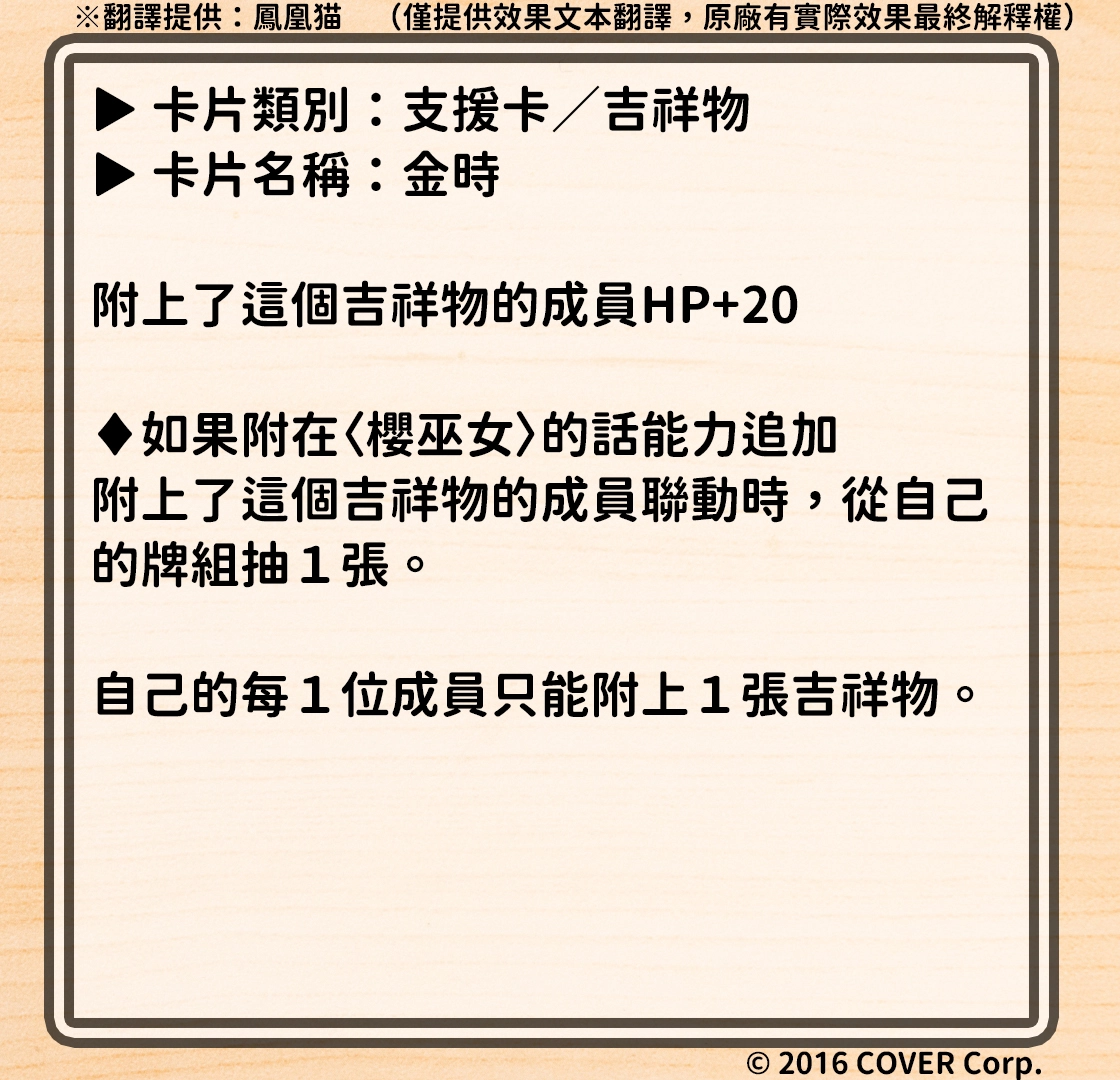 ※翻譯提供：鳳凰猫　（僅提供效果文本翻譯，原廠有實際效果最終解釋權）
▶ 卡片類別：支援卡／吉祥物
▶ 卡片名稱：金時
附上了這個吉祥物的成員HP+20
♦如果附在〈櫻巫女〉的話能力追加
附上了這個吉祥物的成員聯動時，從自己
的牌組抽１張。
自己的每１位成員只能附上１張吉祥物。
© 2016 COVER Corp.